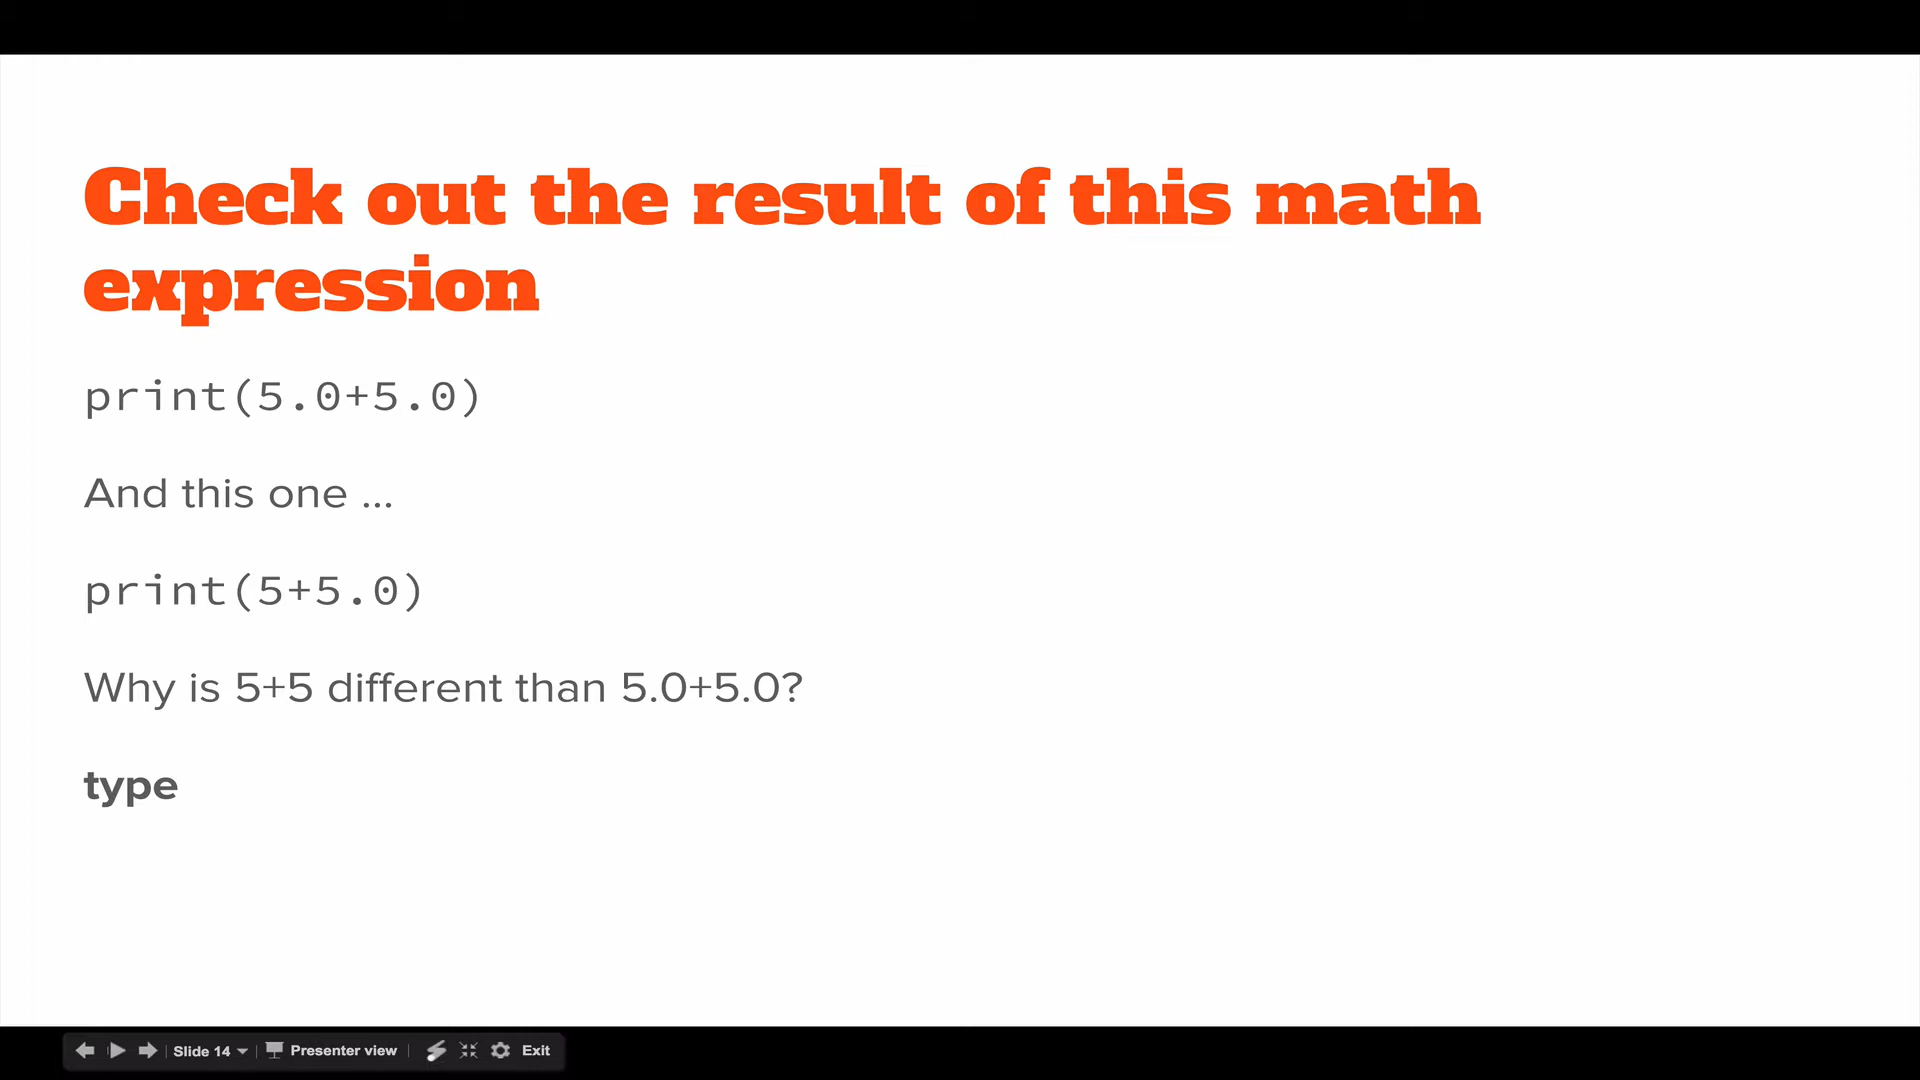 Check out the result of this math
expression
print(5.0+5.0)
And this one ...
print(5+5.0)
Why is 5+5 different than 5.0+5.0?
type
Slide 14 Presenter view Exit